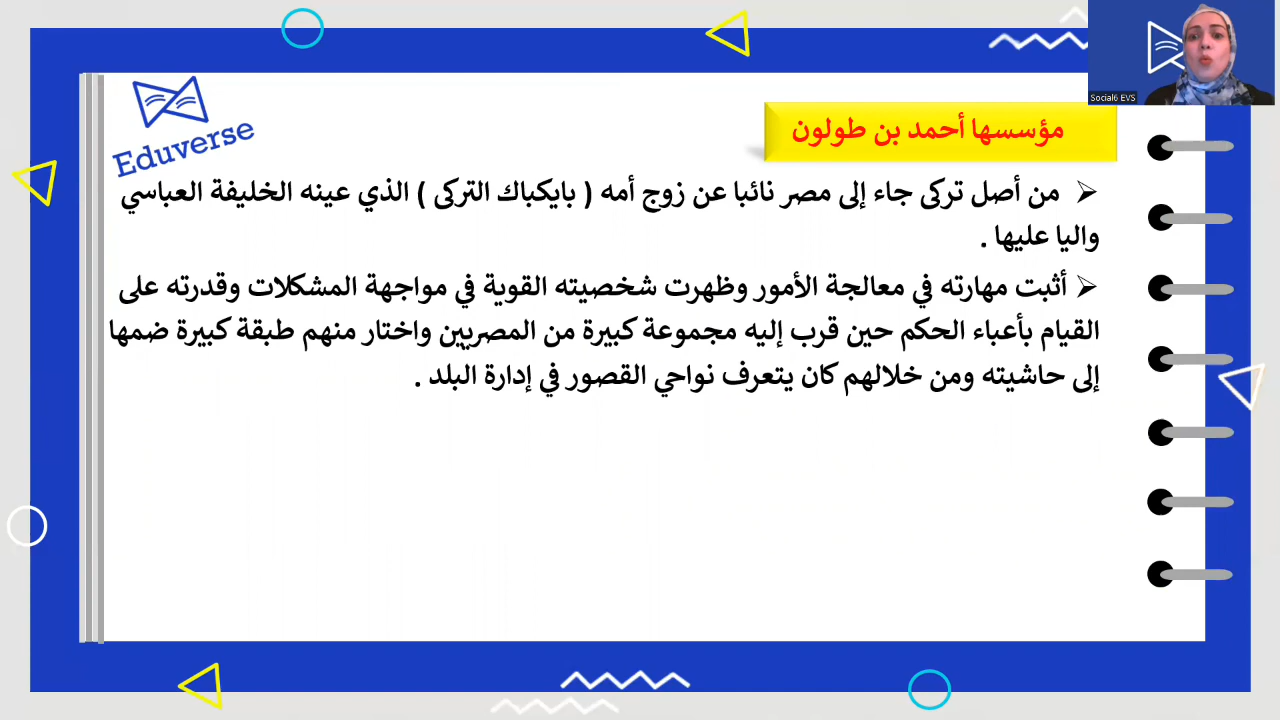 Social6 EVS
Eduverse
مؤسسها أحمد بن طولون
➢ من أصل تركى جاء إلى مصر نائبا عن زوج أمه ( بايكباك التركى ) الذي عينه الخليفة العباسي
واليا عليها .
➢ أثبت مهارته في معالجة الأمور وظهرت شخصيته القوية في مواجهة المشكلات وقدرته على
القيام بأعباء الحكم حين قرب إليه مجموعة كبيرة من المصريين واختار منهم طبقة كبيرة ضمها
إلى حاشيته ومن خلالهم كان يتعرف نواحي القصور في إدارة البلد .